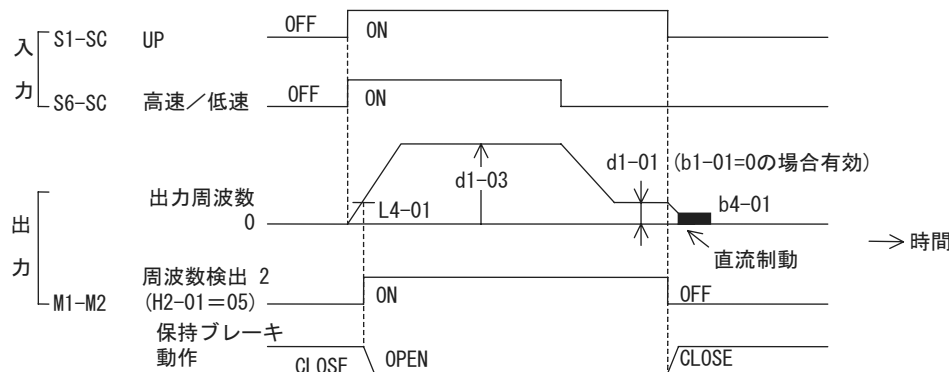 入力
S1-SC UP OFF ON
S6-SC 高速／低速 OFF ON
出力
出力周波数
0
L4-01
d1-03
d1-01 (b1-01=0の場合有効)
b4-01
直流制動
時間
周波数検出 2
M1-M2 (H2-01＝05) ON OFF
保持ブレーキ
動作 CLOSE OPEN CLOSE